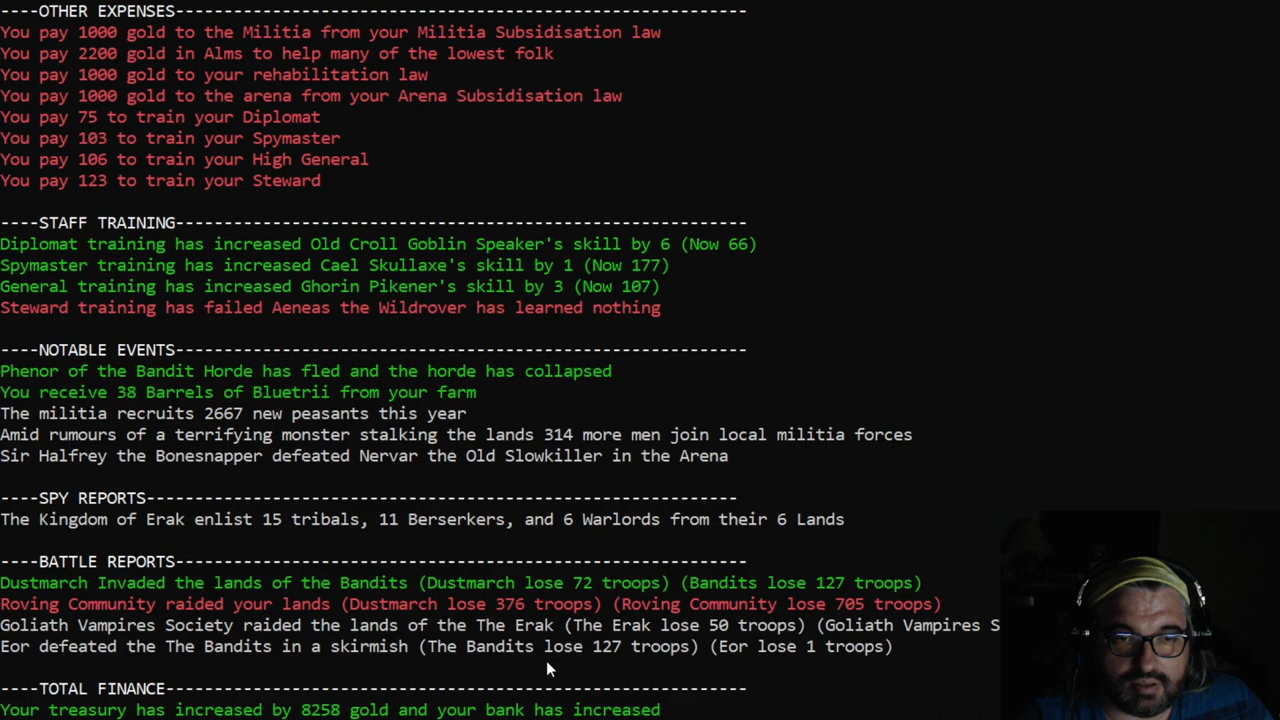 ----OTHER EXPENSES----------------------------------------------------------
You pay 1000 gold to the Militia from your Militia Subsidisation law
You pay 2200 gold in Alms to help many of the lowest folk
You pay 1000 gold to your rehabilitation law
You pay 1000 gold to the arena from your Arena Subsidisation law
You pay 75 to train your Diplomat
You pay 103 to train your Spymaster
You pay 106 to train your High General
You pay 123 to train your Steward
----STAFF TRAINING----------------------------------------------------------
Diplomat training has increased Old Croll Goblin Speaker's skill by 6 (Now 66)
Spymaster training has increased Cael Skullaxe's skill by 1 (Now 177)
General training has increased Ghorin Pikener's skill by 3 (Now 107)
Steward training has failed Aeneas the Wildrover has learned nothing
----NOTABLE EVENTS----------------------------------------------------------
Phenor of the Bandit Horde has fled and the horde has collapsed
You receive 38 Barrels of Bluetrii from your farm
The militia recruits 2667 new peasants this year
Amid rumours of a terrifying monster stalking the lands 314 more men join local militia forces
Sir Halfrey the Bonesnapper defeated Nervar the Old Slowkiller in the Arena
----SPY REPORTS-------------------------------------------------------------
The Kingdom of Erak enlist 15 tribals, 11 Berserkers, and 6 Warlords from their 6 Lands
----BATTLE REPORTS----------------------------------------------------------
Dustmarch Invaded the lands of the Bandits (Dustmarch lose 72 troops) (Bandits lose 127 troops)
Roving Community raided your lands (Dustmarch lose 376 troops) (Roving Community lose 705 troops)
Goliath Vampires Society raided the lands of the The Erak (The Erak lose 50 troops) (Goliath Vampires S
Eor defeated the The Bandits in a skirmish (The Bandits lose 127 troops) (Eor lose 1 troops)
----TOTAL FINANCE-----------------------------------------------------------
Your treasury has increased by 8258 gold and your bank has increased